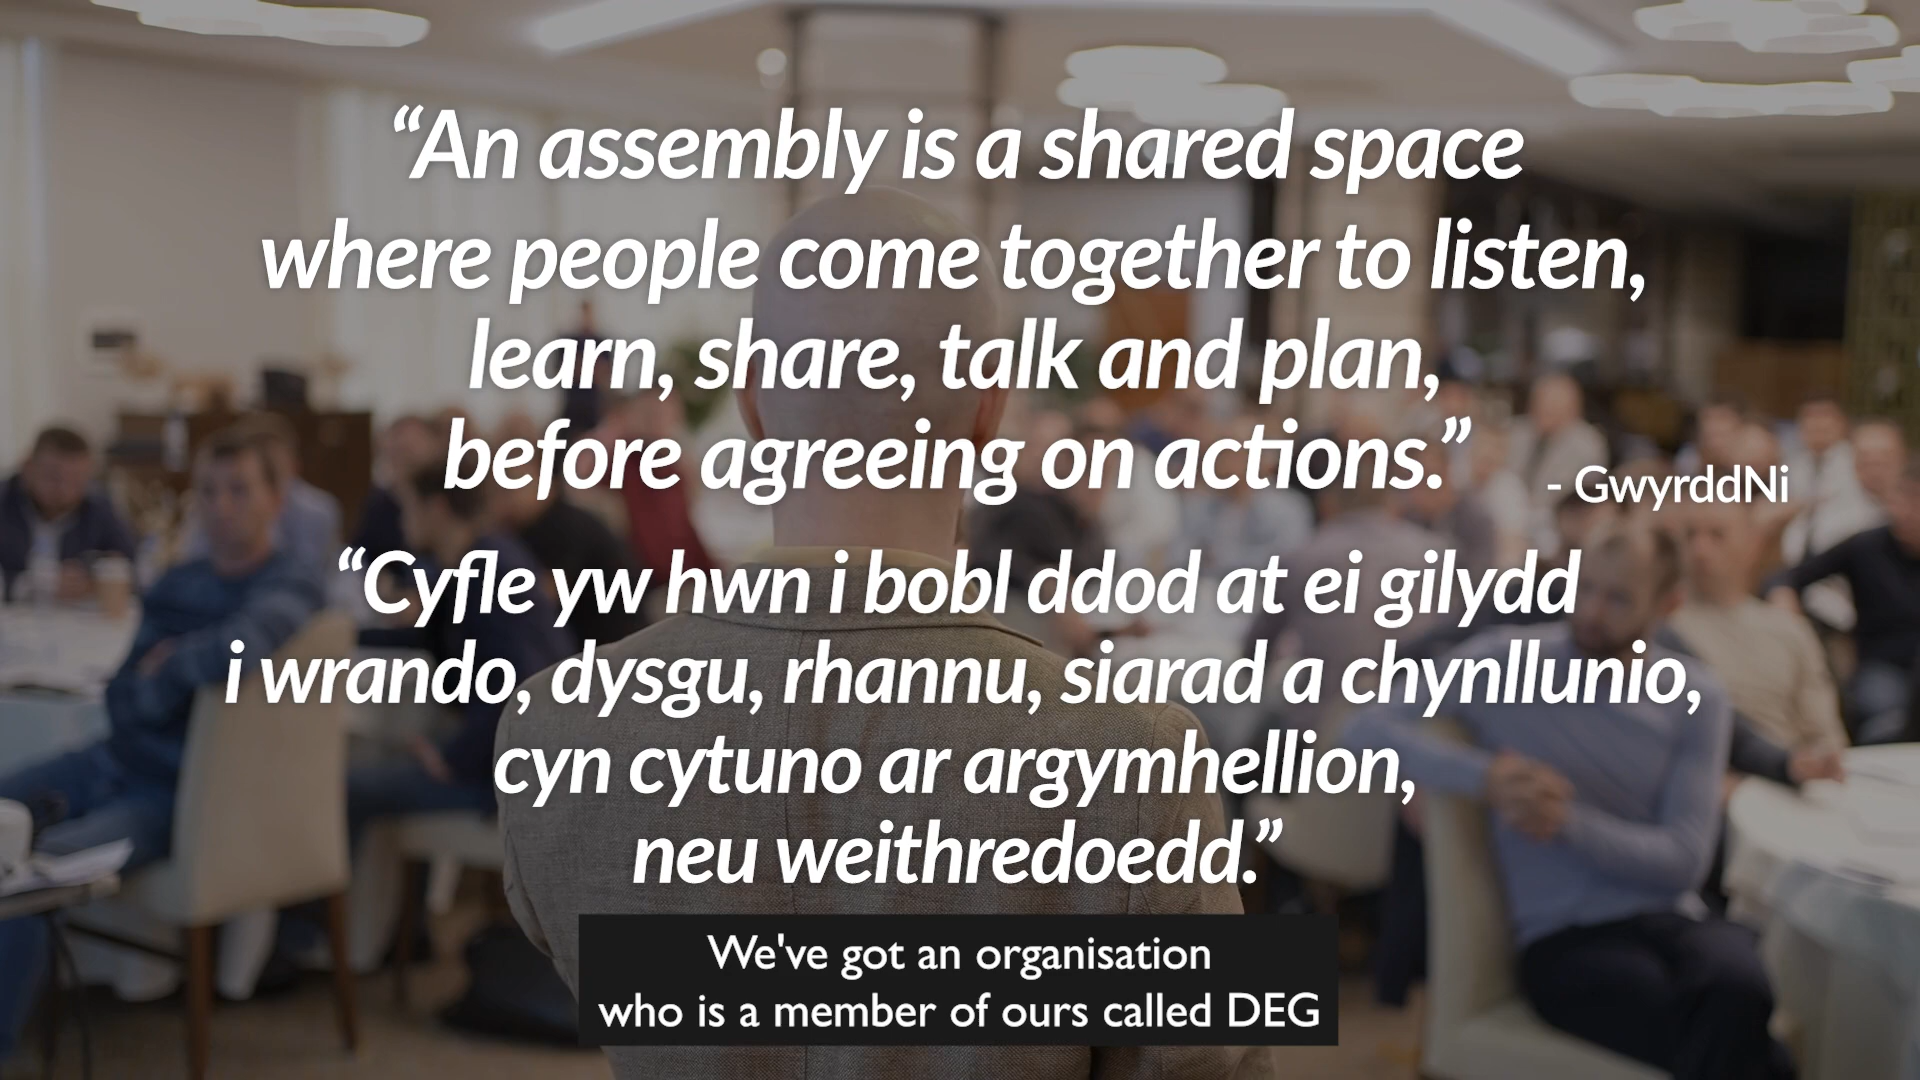 “An assembly is a shared space
where people come together to listen,
learn, share, talk and plan,
before agreeing on actions.”
- GwyrddNi
“Cyfle yw hwn i bobl ddod at ei gilydd
i wrando, dysgu, rhannu, siarad a chynllunio,
cyn cytuno ar argymhellion,
neu weithredoedd.”
We've got an organisation
who is a member of ours called DEG